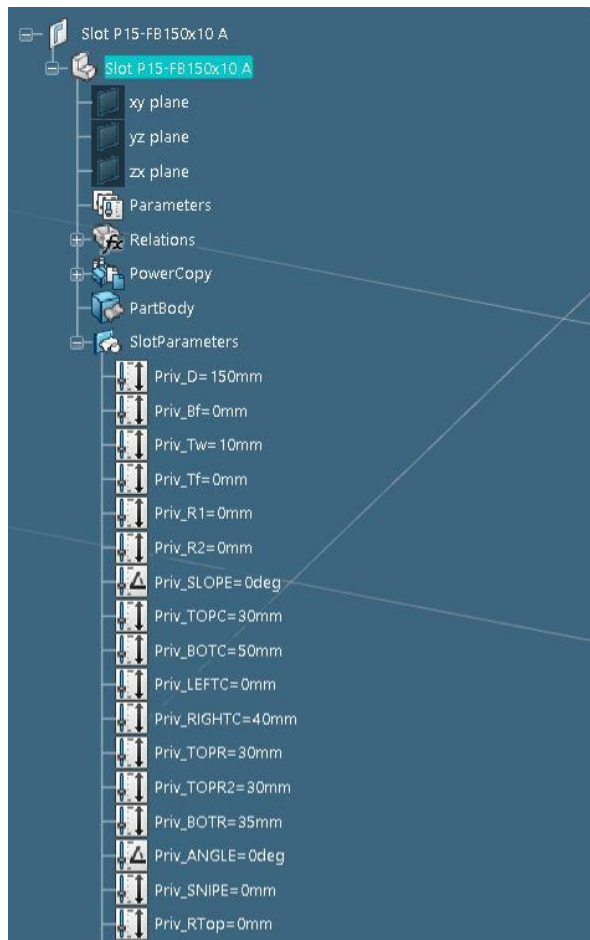 Slot P15-FB150x10 A
Slot P15-FB150x10 A
xy plane
yz plane
zx plane
Parameters
Relations
PowerCopy
PartBody
SlotParameters
Priv_D=150mm
Priv_Bf=0mm
Priv_Tw=10mm
Priv_Tf=0mm
Priv_R1=0mm
Priv_R2=0mm
Priv_SLOPE=0deg
Priv_TOPC=30mm
Priv_BOTC=50mm
Priv_LEFTC=0mm
Priv_RIGHTC=40mm
Priv_TOPR=30mm
Priv_TOPR2=30mm
Priv_BOTR=35mm
Priv_ANGLE=0deg
Priv_SNIPE=0mm
Priv_RTop=0mm